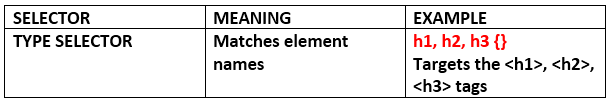 SELECTOR MEANING EXAMPLE
TYPE SELECTOR Matches element h1, h2, h3 {}
names Targets the <h1>, <h2>,
<h3> tags